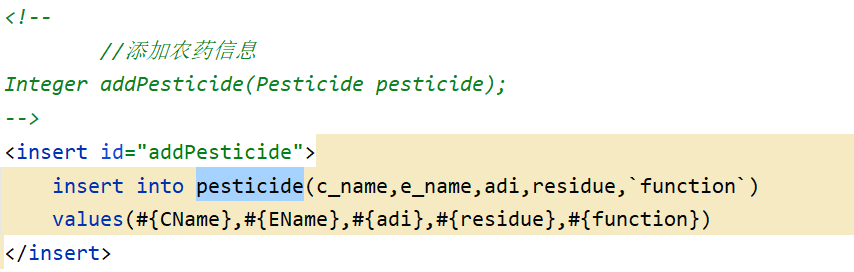 <!--
//添加农药信息
Integer addPesticide(Pesticide pesticide);
-->
<insert id="addPesticide">
insert into pesticide(c_name,e_name,adi,residue,`function`)
values(#{CName},#{EName},#{adi},#{residue},#{function})
</insert>